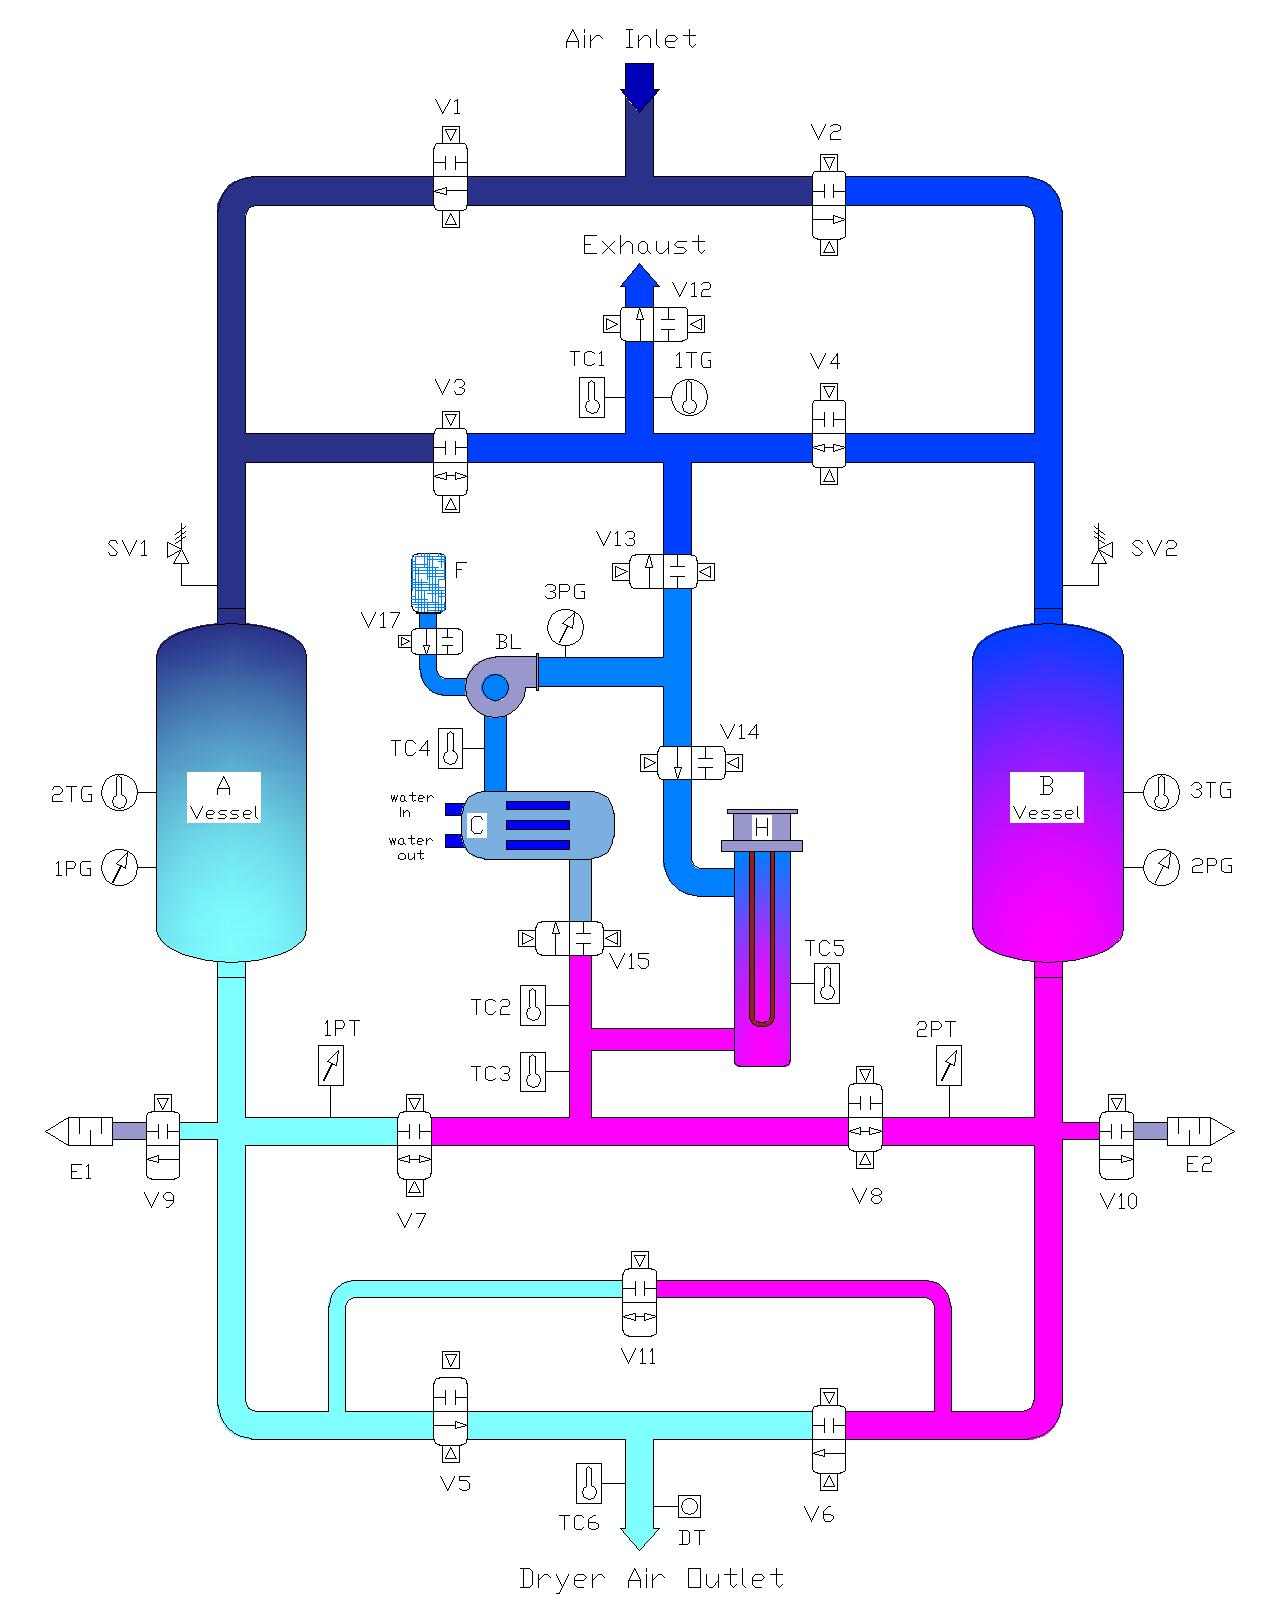 Air Inlet
V1
V2
Exhaust
V12
TC1
1TG
V4
V3
V13
SV1
SV2
F
3PG
V17
BL
V14
TC4
A
Vessel
B
Vessel
2TG
3TG
water
in
C
H
water
out
1PG
2PG
TC5
V15
TC2
1PT
2PT
TC3
E1
V9
V7
V8
E2
V10
V11
V5
V6
TC6
DT
Dryer Air Outlet